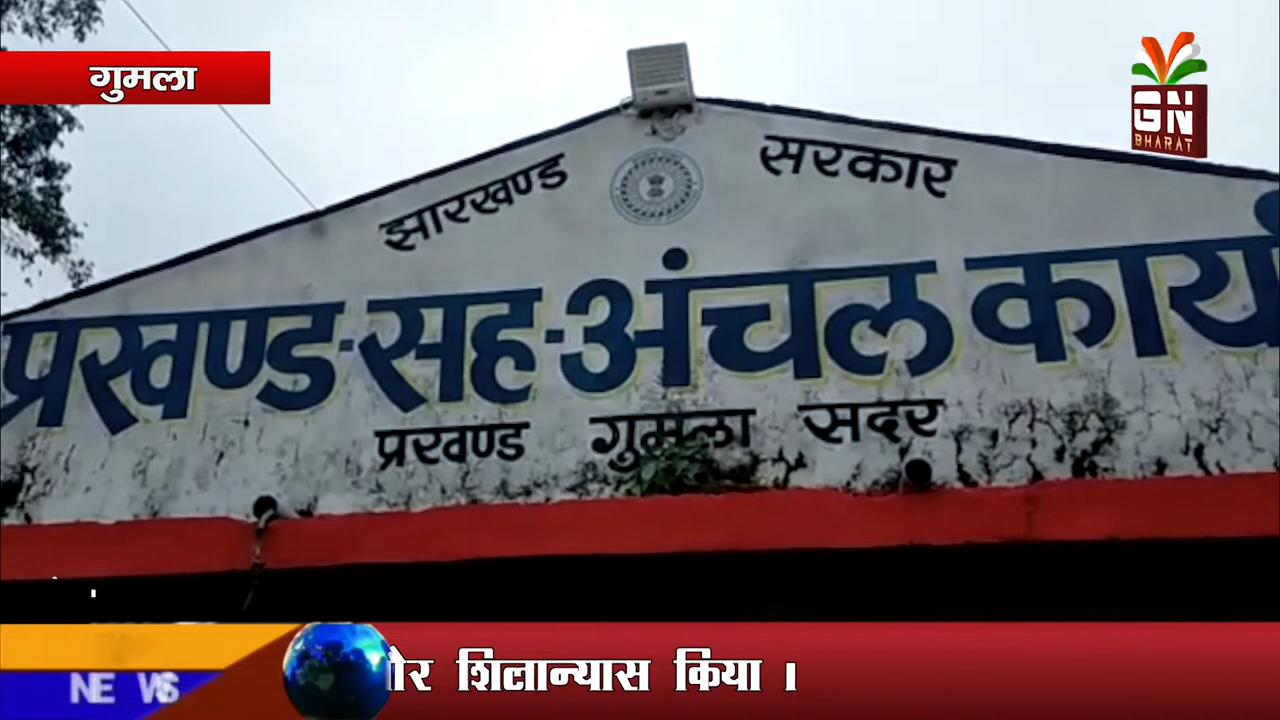 गुमला
GN
BHARAT
झारखण्ड सरकार
प्रखण्ड-सह-अंचल कार्य
प्रखण्ड गुमला सदर
NEWS
शिलान्यास किया ।